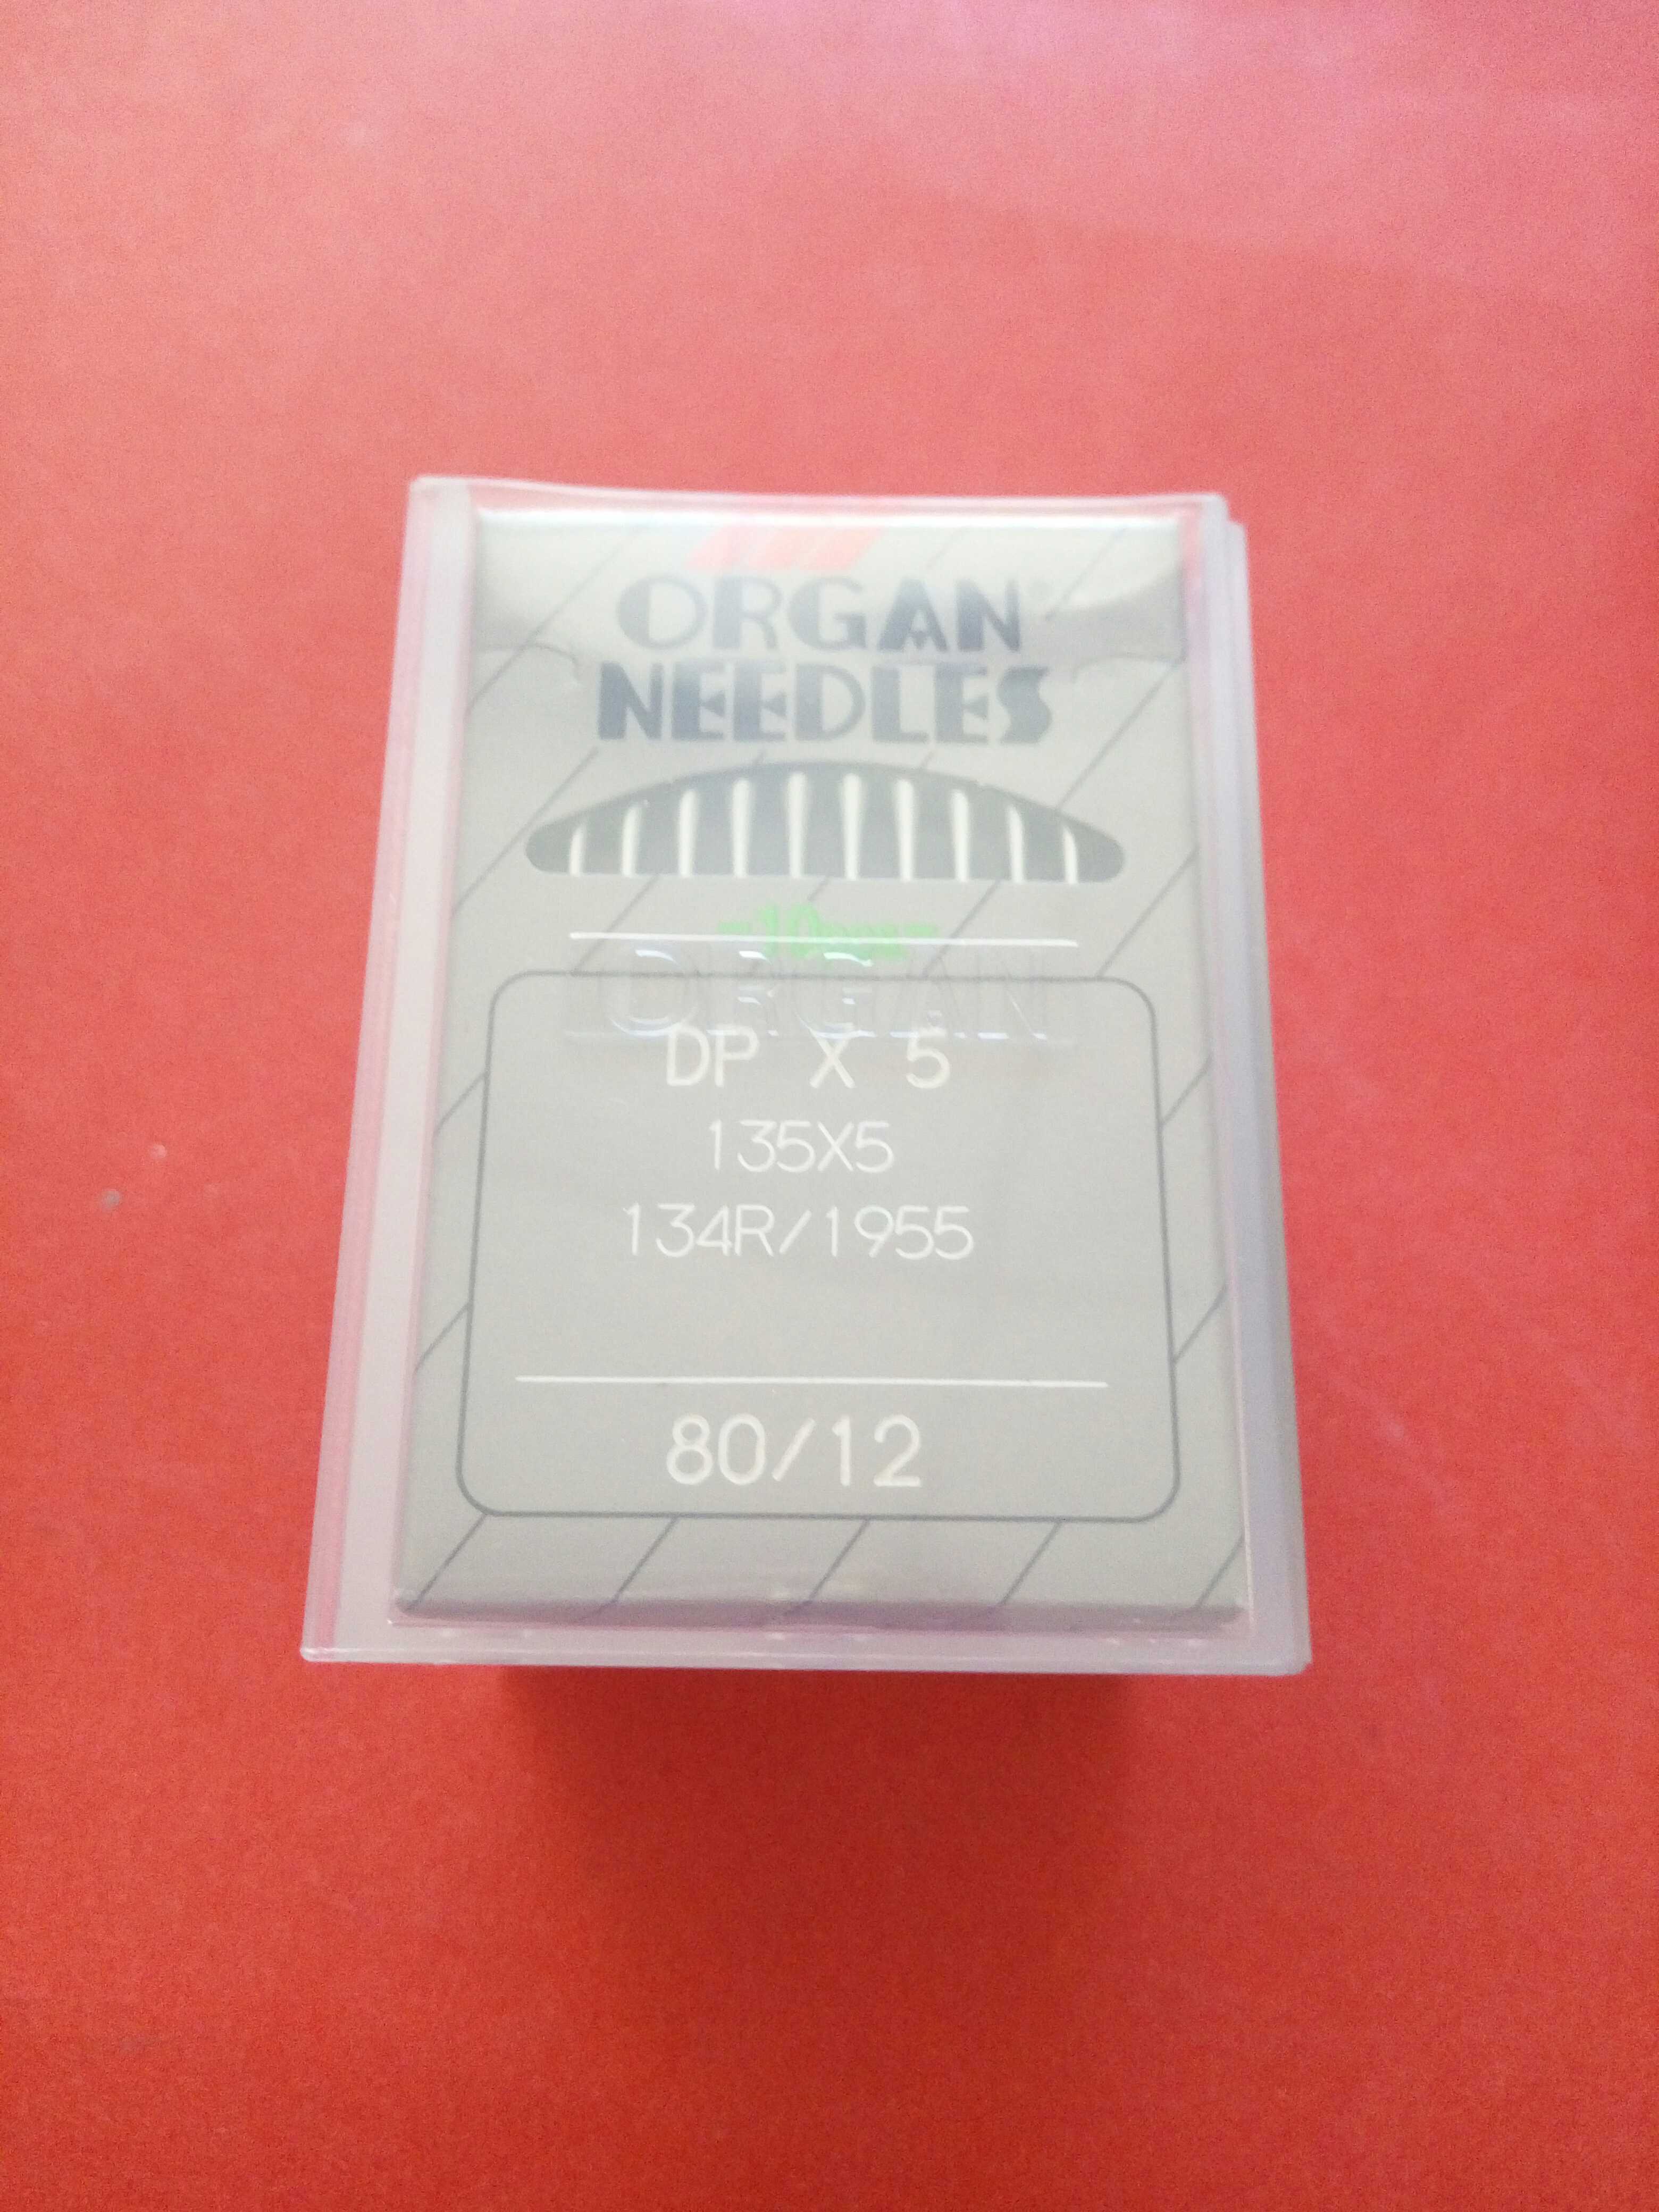 ORGAN
NEEDLES
ORGAN
DP X 5
135X5
134R/1955
80/12